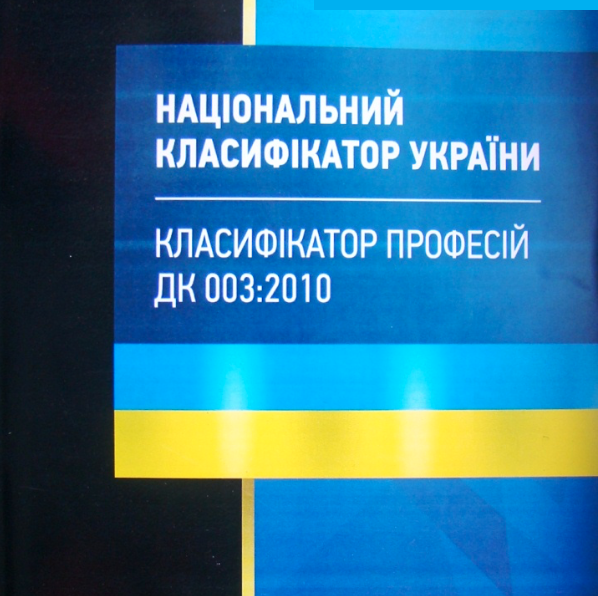 НАЦІОНАЛЬНИЙ
КЛАСИФІКАТОР УКРАЇНИ
КЛАСИФІКАТОР ПРОФЕСІЙ
ДК 003:2010